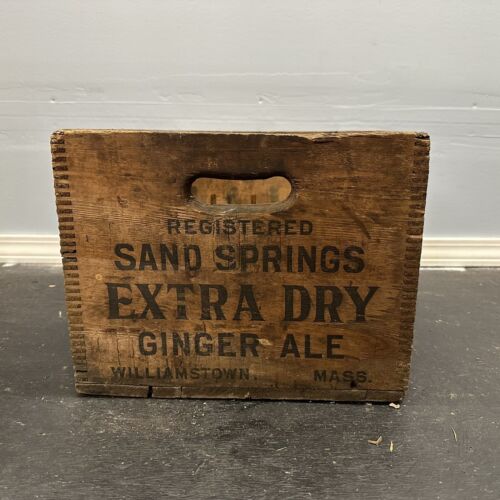 REGISTERED
SAND SPRINGS
EXTRA DRY
GINGER ALE
WILLIAMSTOWN. MASS.